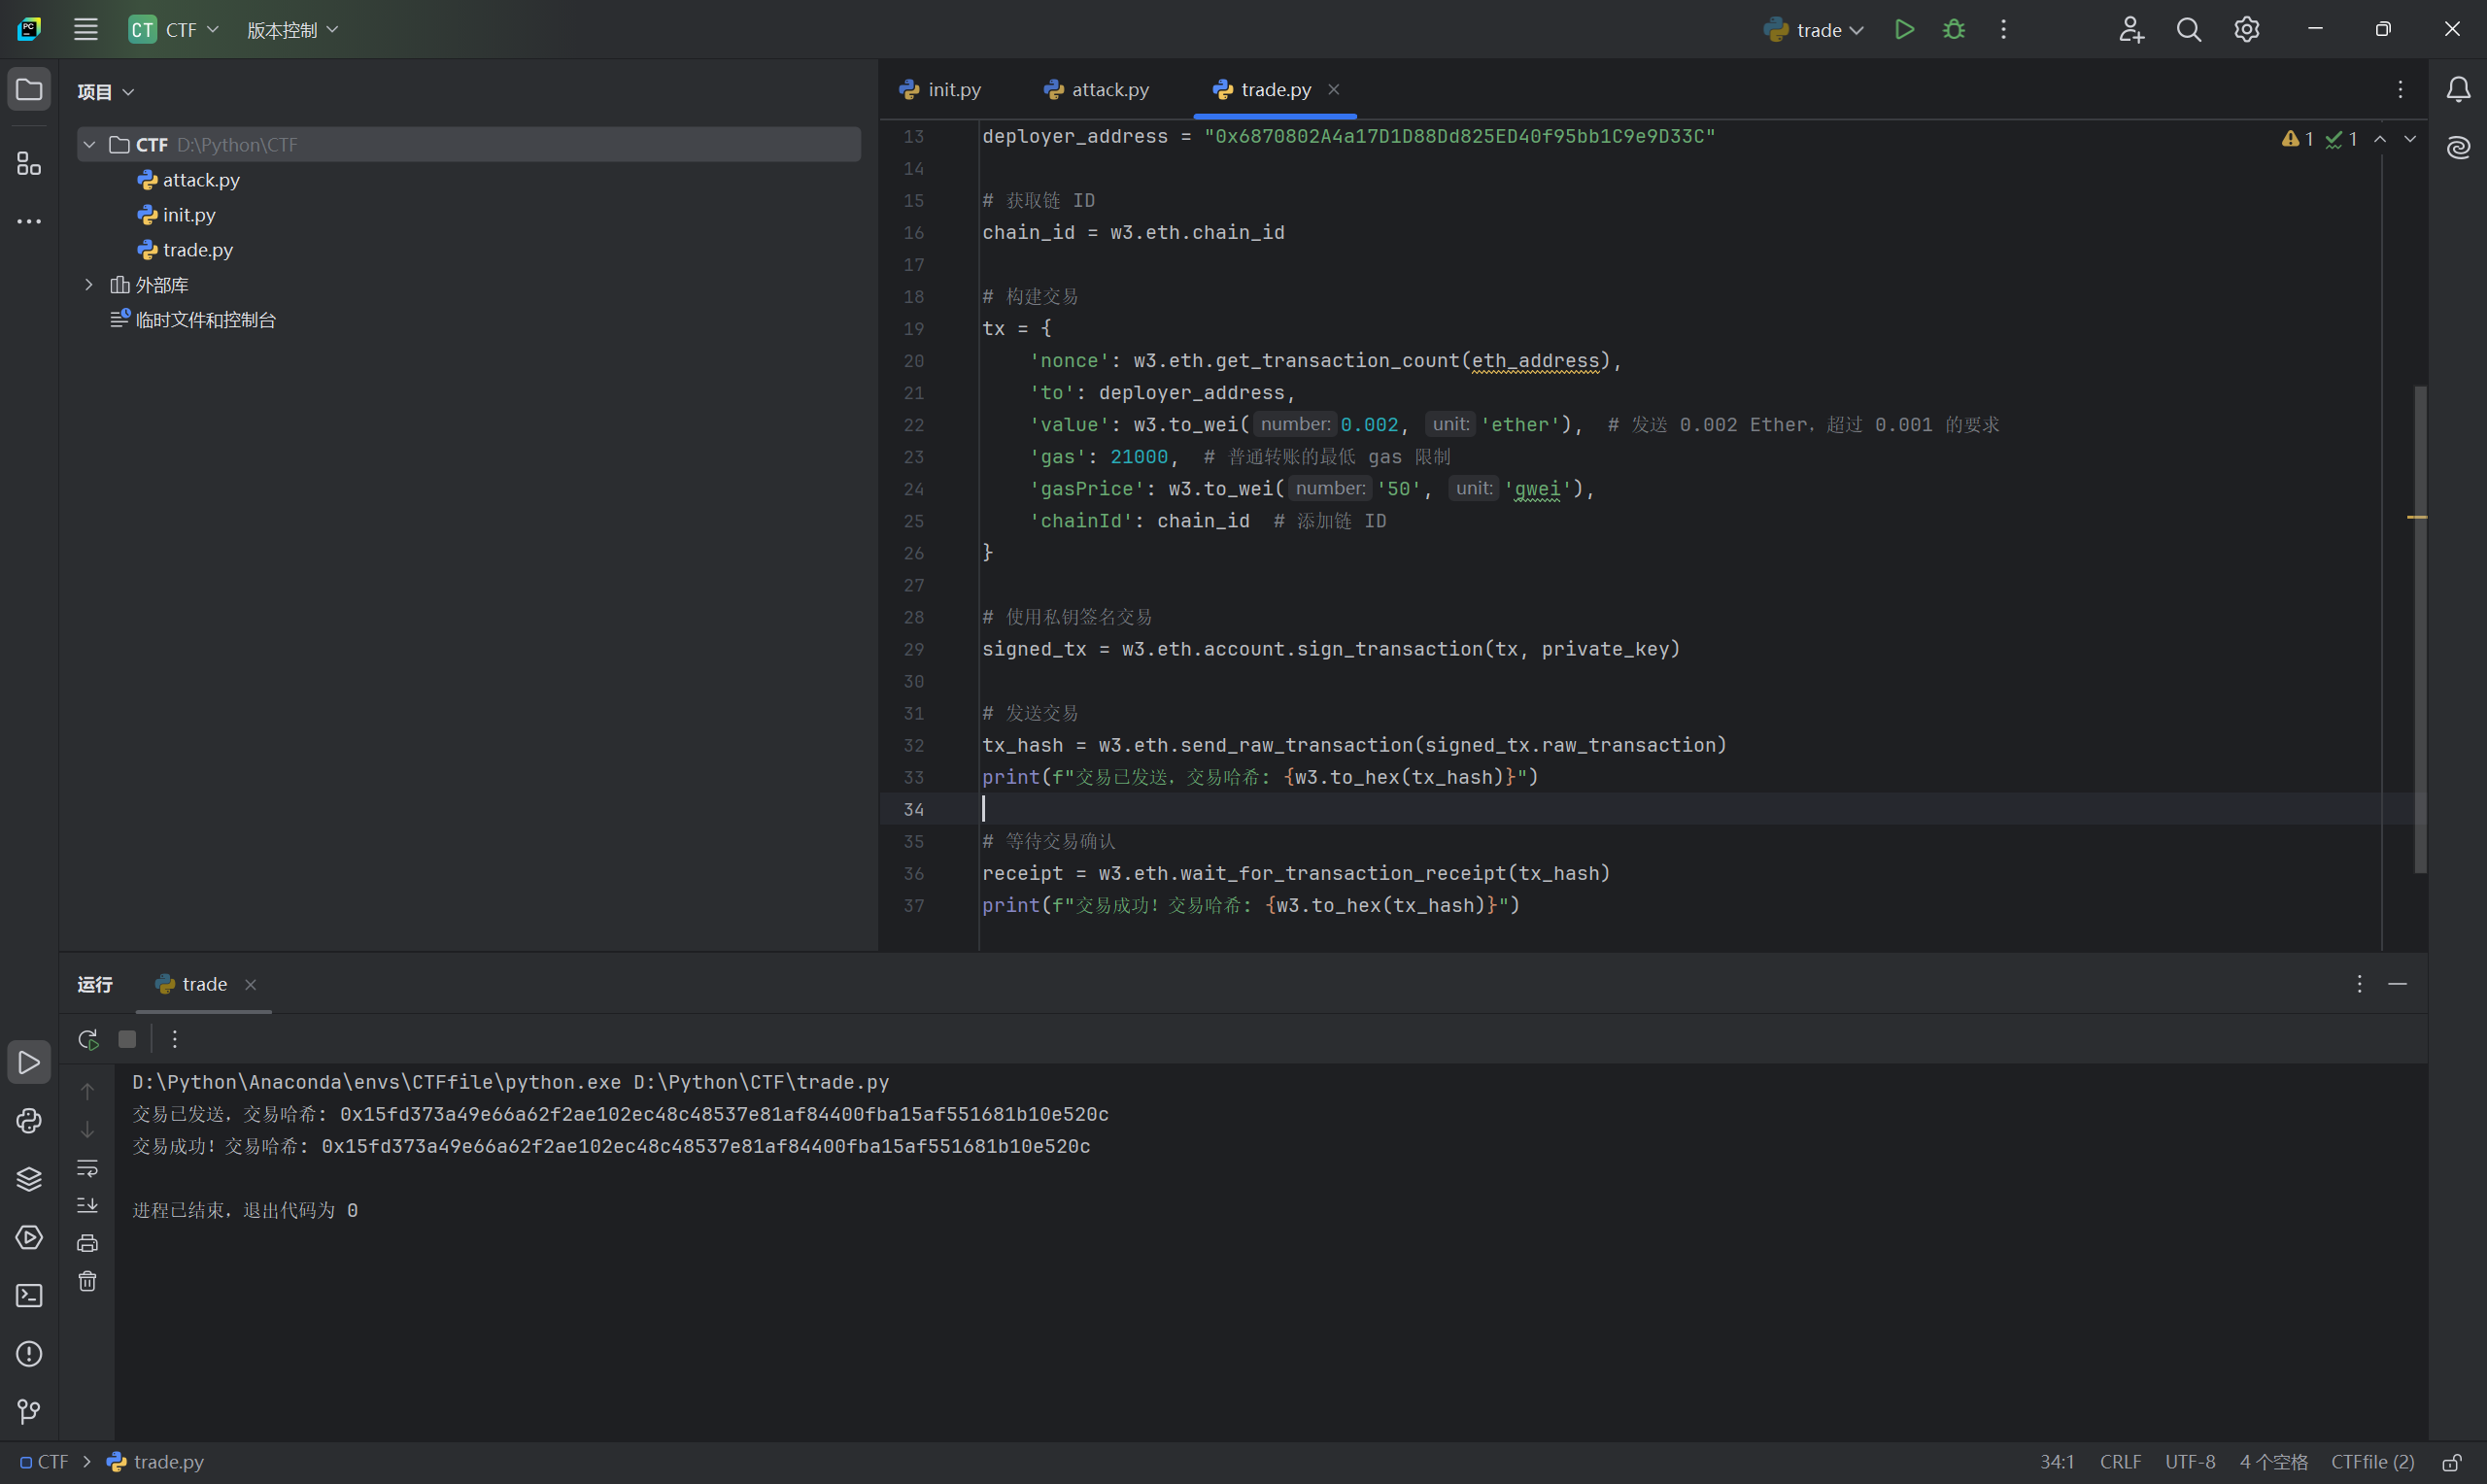 PC
CT CTF 版本控制 trade
项目
init.py attack.py trade.py
CTF D:\Python\CTF
attack.py
init.py
trade.py
外部库
临时文件和控制台
1 1
13 deployer_address = "0x6870802A4a17D1D88Dd825ED40f95bb1C9e9D33C"
14
15 # 获取链 ID
16 chain_id = w3.eth.chain_id
17
18 # 构建交易
19 tx = {
20 'nonce': w3.eth.get_transaction_count(eth_address),
21 'to': deployer_address,
22 'value': w3.to_wei( number: 0.002, unit: 'ether'), # 发送 0.002 Ether，超过 0.001 的要求
23 'gas': 21000, # 普通转账的最低 gas 限制
24 'gasPrice': w3.to_wei( number: '50', unit: 'gwei'),
25 'chainId': chain_id # 添加链 ID
26 }
27
28 # 使用私钥签名交易
29 signed_tx = w3.eth.account.sign_transaction(tx, private_key)
30
31 # 发送交易
32 tx_hash = w3.eth.send_raw_transaction(signed_tx.raw_transaction)
33 print(f"交易已发送，交易哈希: {w3.to_hex(tx_hash)}")
34
35 # 等待交易确认
36 receipt = w3.eth.wait_for_transaction_receipt(tx_hash)
37 print(f"交易成功！交易哈希: {w3.to_hex(tx_hash)}")
运行 trade
D:\Python\Anaconda\envs\CTFfile\python.exe D:\Python\CTF\trade.py
交易已发送，交易哈希: 0x15fd373a49e66a62f2ae102ec48c48537e81af84400fba15af551681b10e520c
交易成功！交易哈希: 0x15fd373a49e66a62f2ae102ec48c48537e81af84400fba15af551681b10e520c
进程已结束，退出代码为 0
CTF trade.py 34:1 CRLF UTF-8 4 个空格 CTFfile (2)